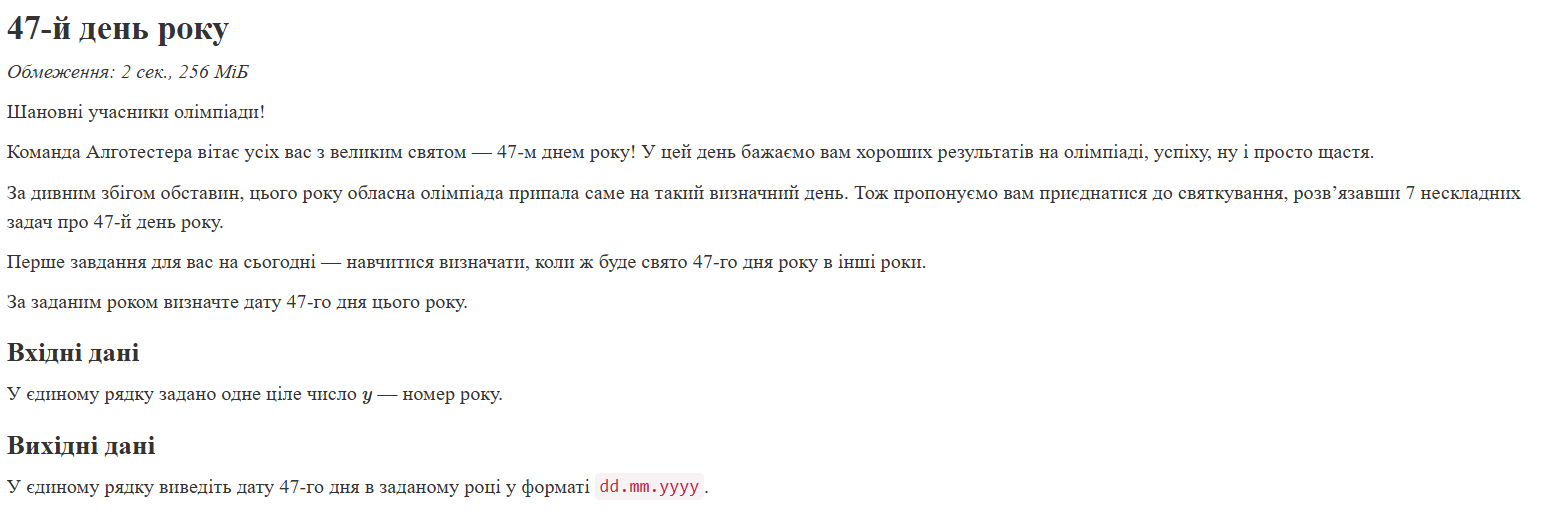 47-й день року
Обмеження: 2 сек., 256 МіБ
Шановні учасники олімпіади!
Команда Алготестера вітає усіх вас з великим святом — 47-м днем року! У цей день бажаємо вам хороших результатів на олімпіаді, успіху, ну і просто щастя.
За дивним збігом обставин, цього року обласна олімпіада припала саме на такий визначний день. Тож пропонуємо вам приєднатися до святкування, розв’язавши 7 нескладних
задач про 47-й день року.
Перше завдання для вас на сьогодні — навчитися визначати, коли ж буде свято 47-го дня року в інші роки.
За заданим роком визначте дату 47-го дня цього року.
Вхідні дані
У єдиному рядку задано одне ціле число y — номер року.
Вихідні дані
У єдиному рядку виведіть дату 47-го дня в заданому році у форматі dd.mm.yyyy.